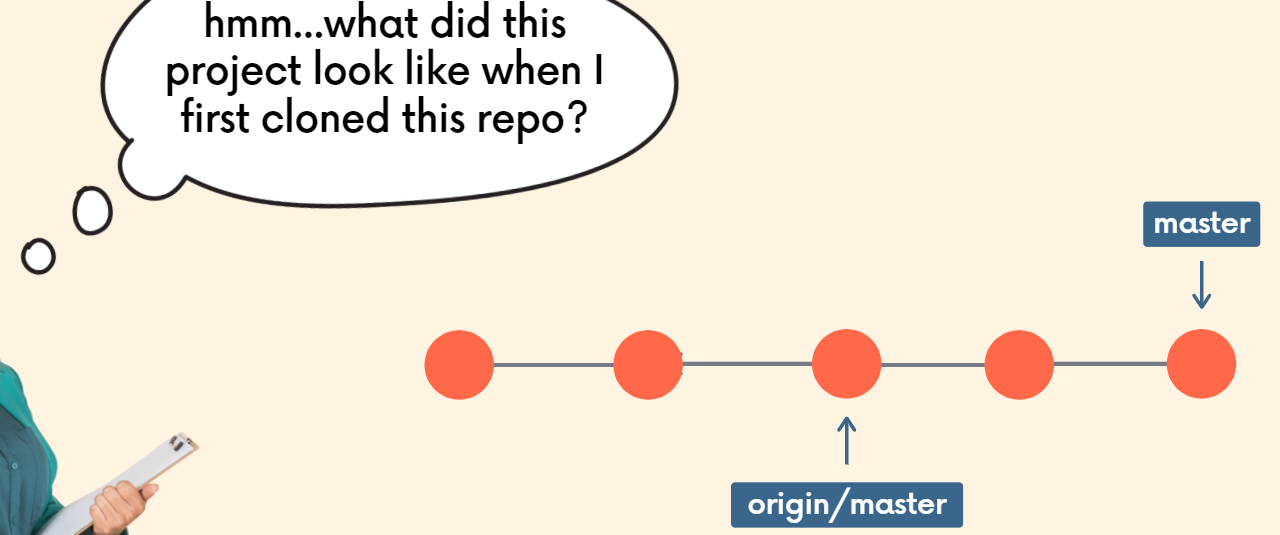 hmm...what did this
project look like when I
first cloned this repo?
master
origin/master